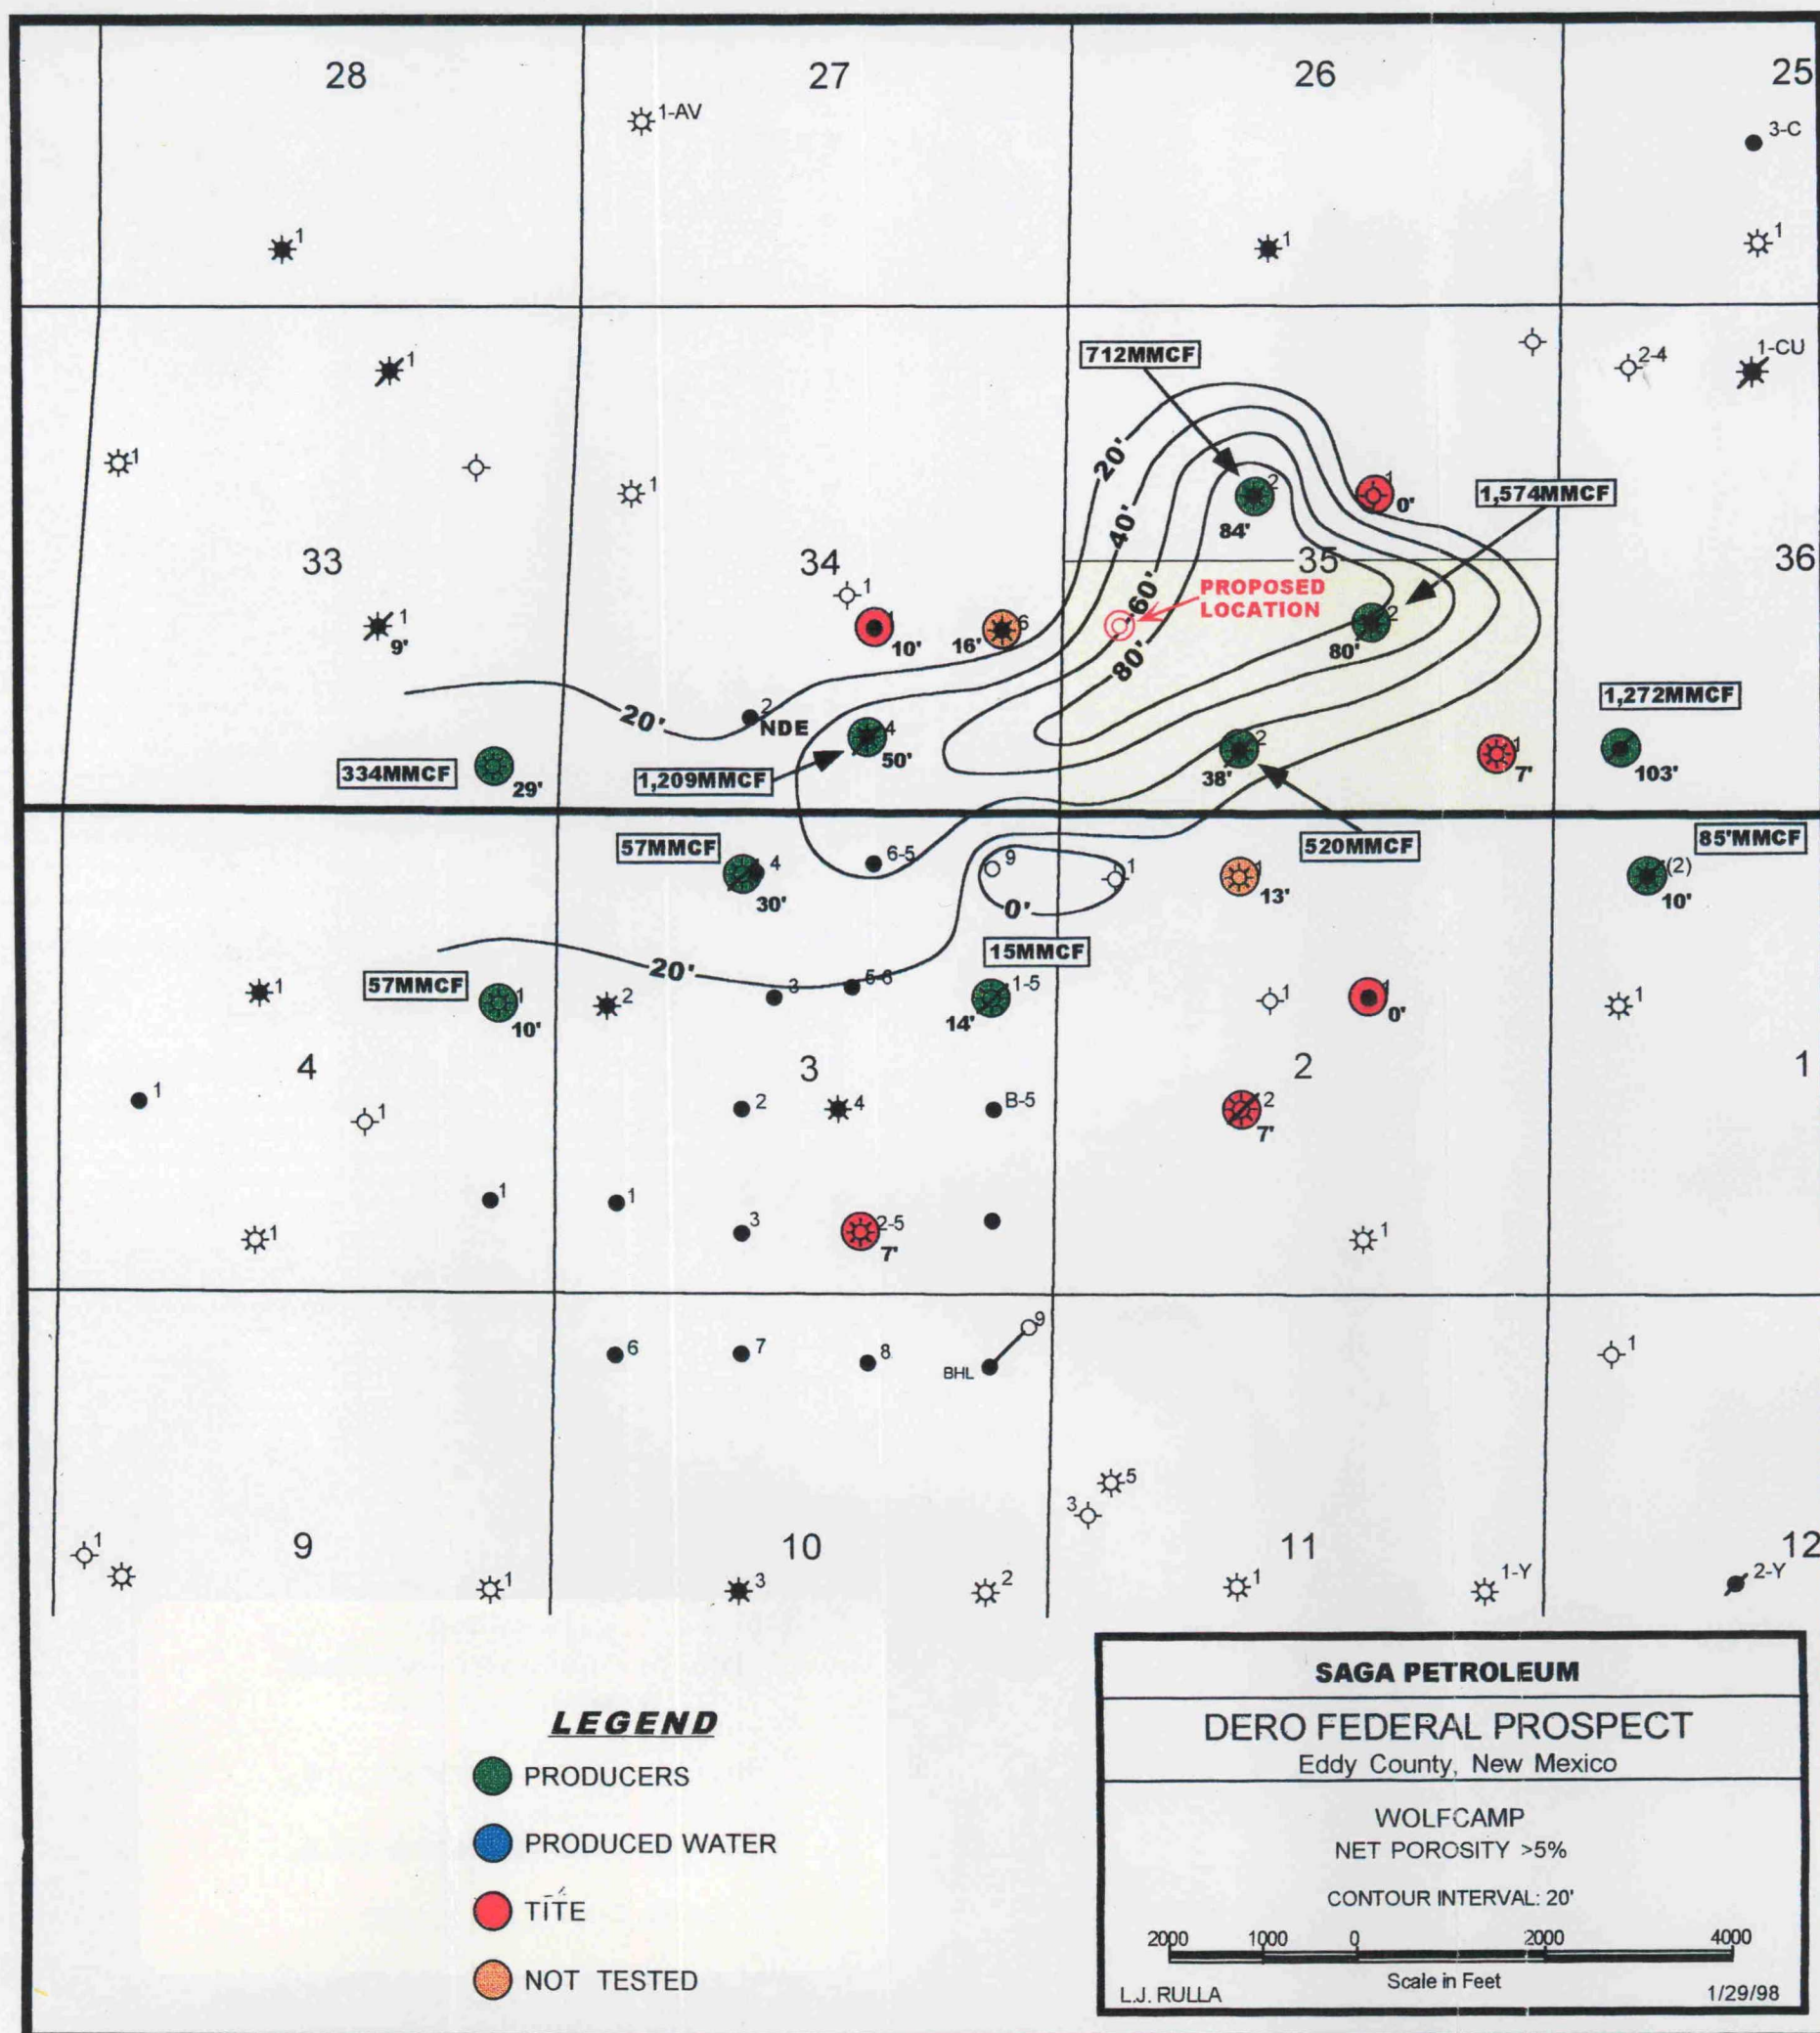 28
27
26
25
1-AV
3-C
1
1
1
712MMCF
1
2-4
1-CU
20'
1
1
2
1
0'
1,574MMCF
84'
40'
33
34
35
36
1
60'
PROPOSED
LOCATION
1
9'
1
10'
6
16'
2
80'
80'
20'
2
NDE
1,272MMCF
334MMCF
29'
1,209MMCF
4
50'
2
38'
1
7'
103'
57MMCF
4
30'
6-5
9
1
1
13'
520MMCF
85'MMCF
(2)
10'
0'
20'
15MMCF
57MMCF
1
1
10'
2
3
5-6
1-5
14'
1
1
0'
1
4
3
2
1
1
1
2
4
B-5
2
7'
1
1
1
3
2-5
7'
1
6
7
8
BHL
9
1
5
3
9
10
11
12
1
1
3
2
1
1-Y
2-Y
LEGEND
PRODUCERS
PRODUCED WATER
TITE
NOT TESTED
SAGA PETROLEUM
DERO FEDERAL PROSPECT
Eddy County, New Mexico
WOLFCAMP
NET POROSITY >5%
CONTOUR INTERVAL: 20'
2000 1000 0 2000 4000
Scale in Feet
L.J. RULLA
1/29/98